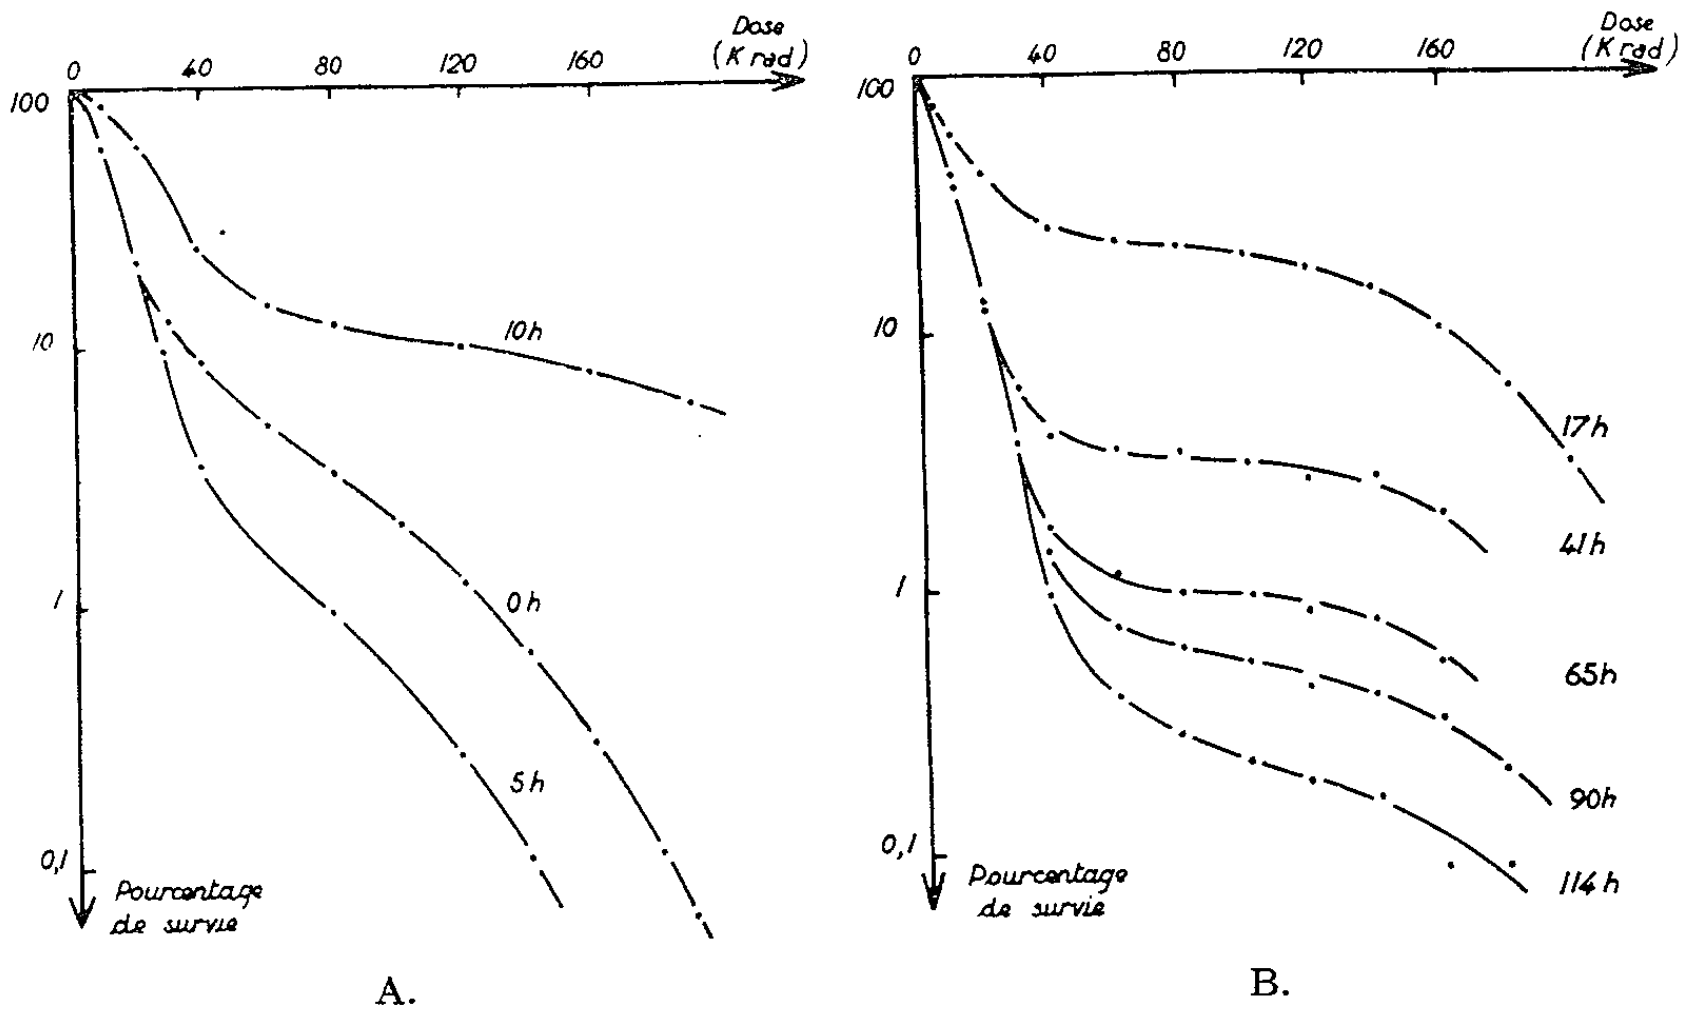 Dose
(K rad)
0 40 80 120 160
100
10
1
0,1
10h
0h
5h
Pourcentage
de survie
A.
Dose
(K rad)
0 40 80 120 160
100
10
1
0,1
17h
41h
65h
90h
114h
Pourcentage
de survie
B.